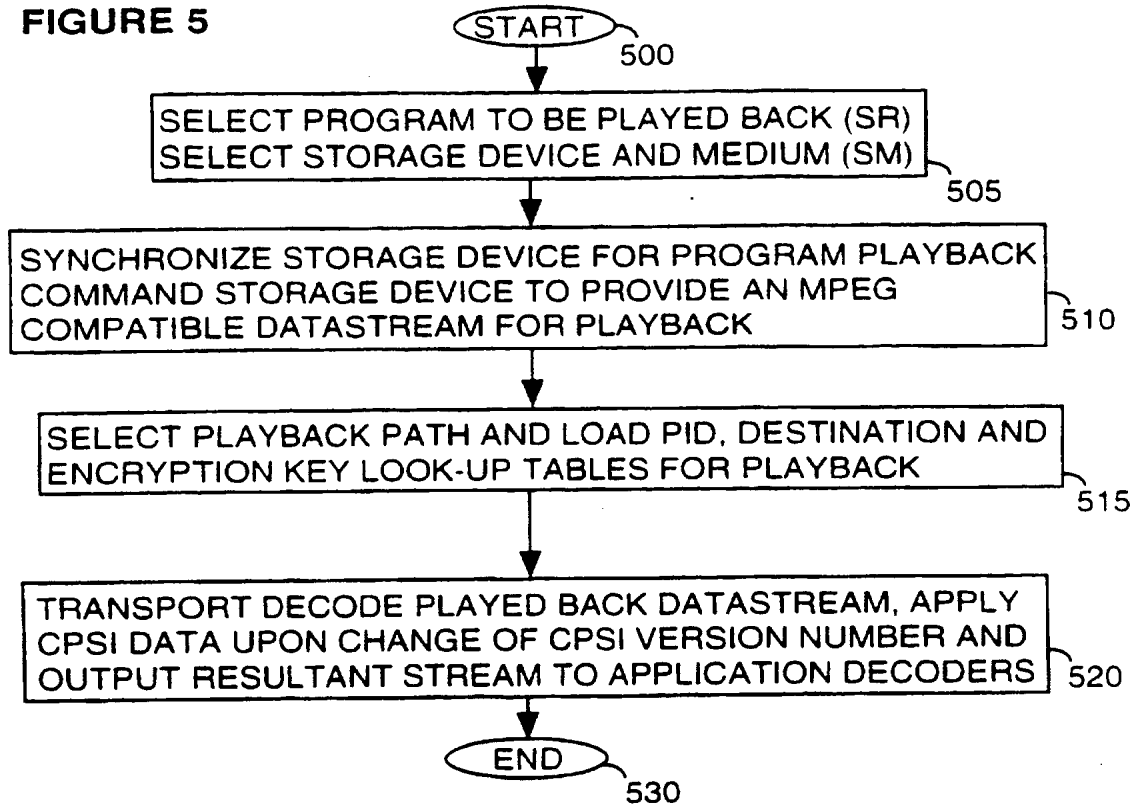 FIGURE 5
START
500
SELECT PROGRAM TO BE PLAYED BACK (SR)
SELECT STORAGE DEVICE AND MEDIUM (SM)
505
SYNCHRONIZE STORAGE DEVICE FOR PROGRAM PLAYBACK
COMMAND STORAGE DEVICE TO PROVIDE AN MPEG
COMPATIBLE DATASTREAM FOR PLAYBACK
510
SELECT PLAYBACK PATH AND LOAD PID, DESTINATION AND
ENCRYPTION KEY LOOK-UP TABLES FOR PLAYBACK
515
TRANSPORT DECODE PLAYED BACK DATASTREAM, APPLY
CPSI DATA UPON CHANGE OF CPSI VERSION NUMBER AND
OUTPUT RESULTANT STREAM TO APPLICATION DECODERS
520
END
530